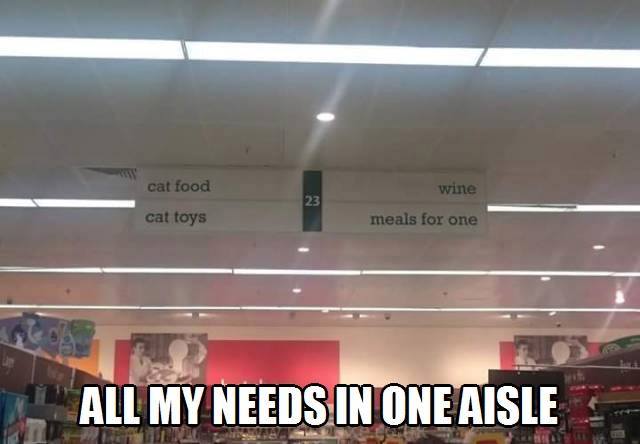 cat food
cat toys
23
wine
meals for one
ALL MY NEEDS IN ONE AISLE